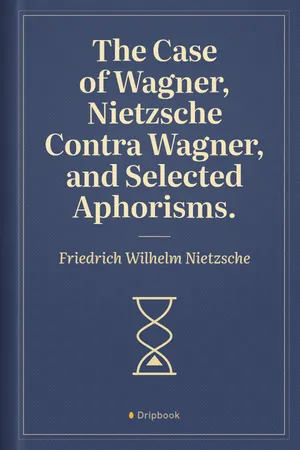 The Case
of Wagner,
Nietzsche
Contra Wagner,
and Selected
Aphorisms.
Friedrich Wilhelm Nietzsche
Dripbook